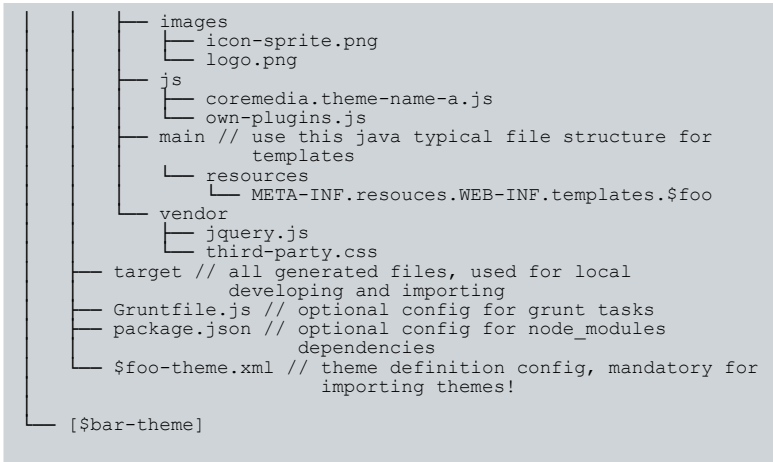 images
icon-sprite.png
logo.png
js
coremedia.theme-name-a.js
own-plugins.js
main // use this java typical file structure for
templates
resources
META-INF.resouces.WEB-INF.templates.$foo
vendor
jquery.js
third-party.css
target // all generated files, used for local
developing and importing
Gruntfile.js // optional config for grunt tasks
package.json // optional config for node_modules
dependencies
$foo-theme.xml // theme definition config, mandatory for
importing themes!
[$bar-theme]